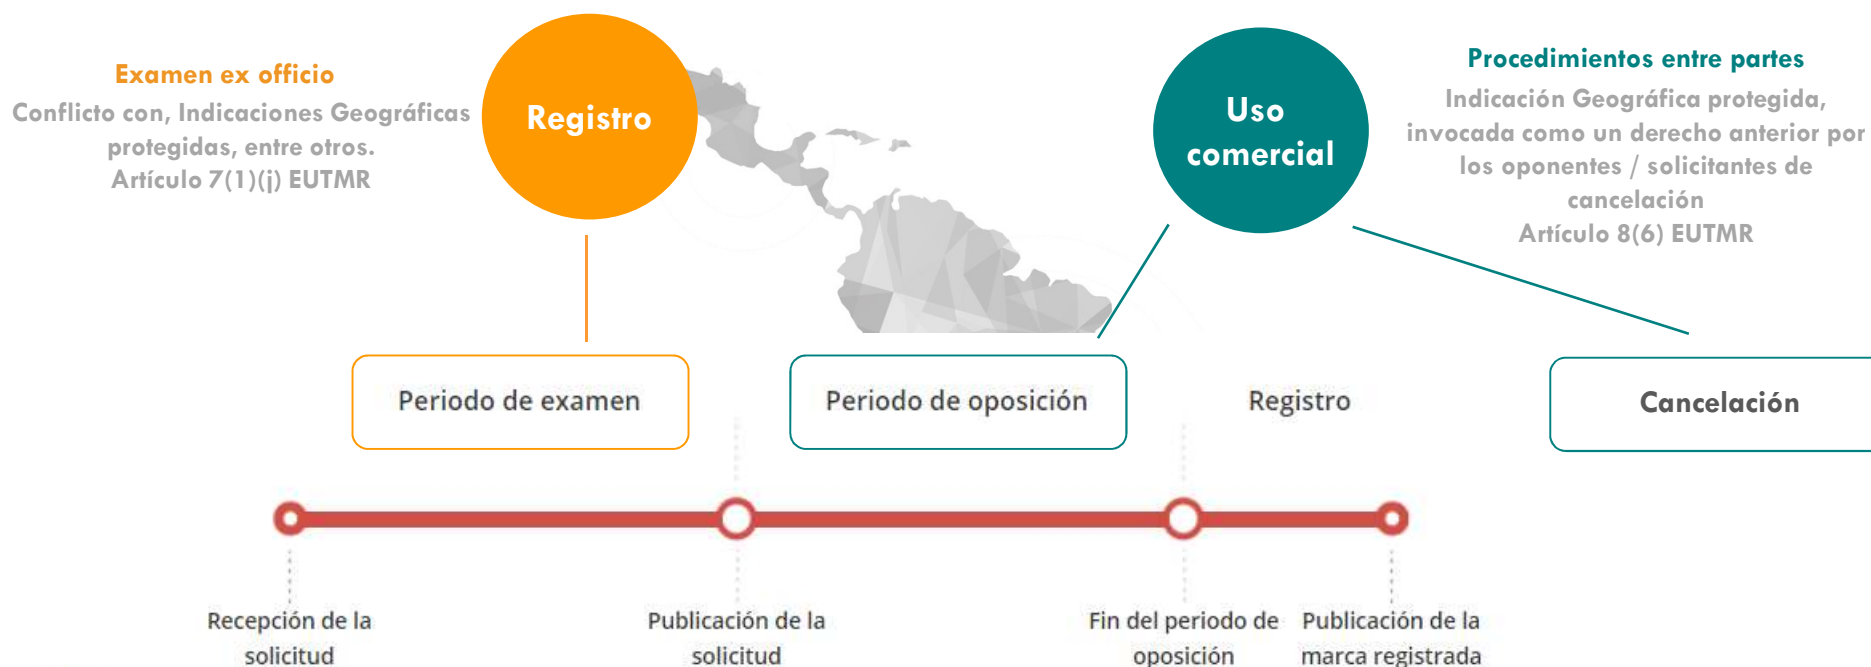 Examen ex officio
Conflicto con, Indicaciones Geográficas
protegidas, entre otros.
Artículo 7(1)(j) EUTMR
Registro
Uso
comercial
Procedimientos entre partes
Indicación Geográfica protegida,
invocada como un derecho anterior por
los oponentes / solicitantes de
cancelación
Artículo 8(6) EUTMR
Periodo de examen
Periodo de oposición
Registro
Cancelación
Recepción de la
solicitud
Publicación de la
solicitud
Fin del periodo de
oposición
Publicación de la
marca registrada